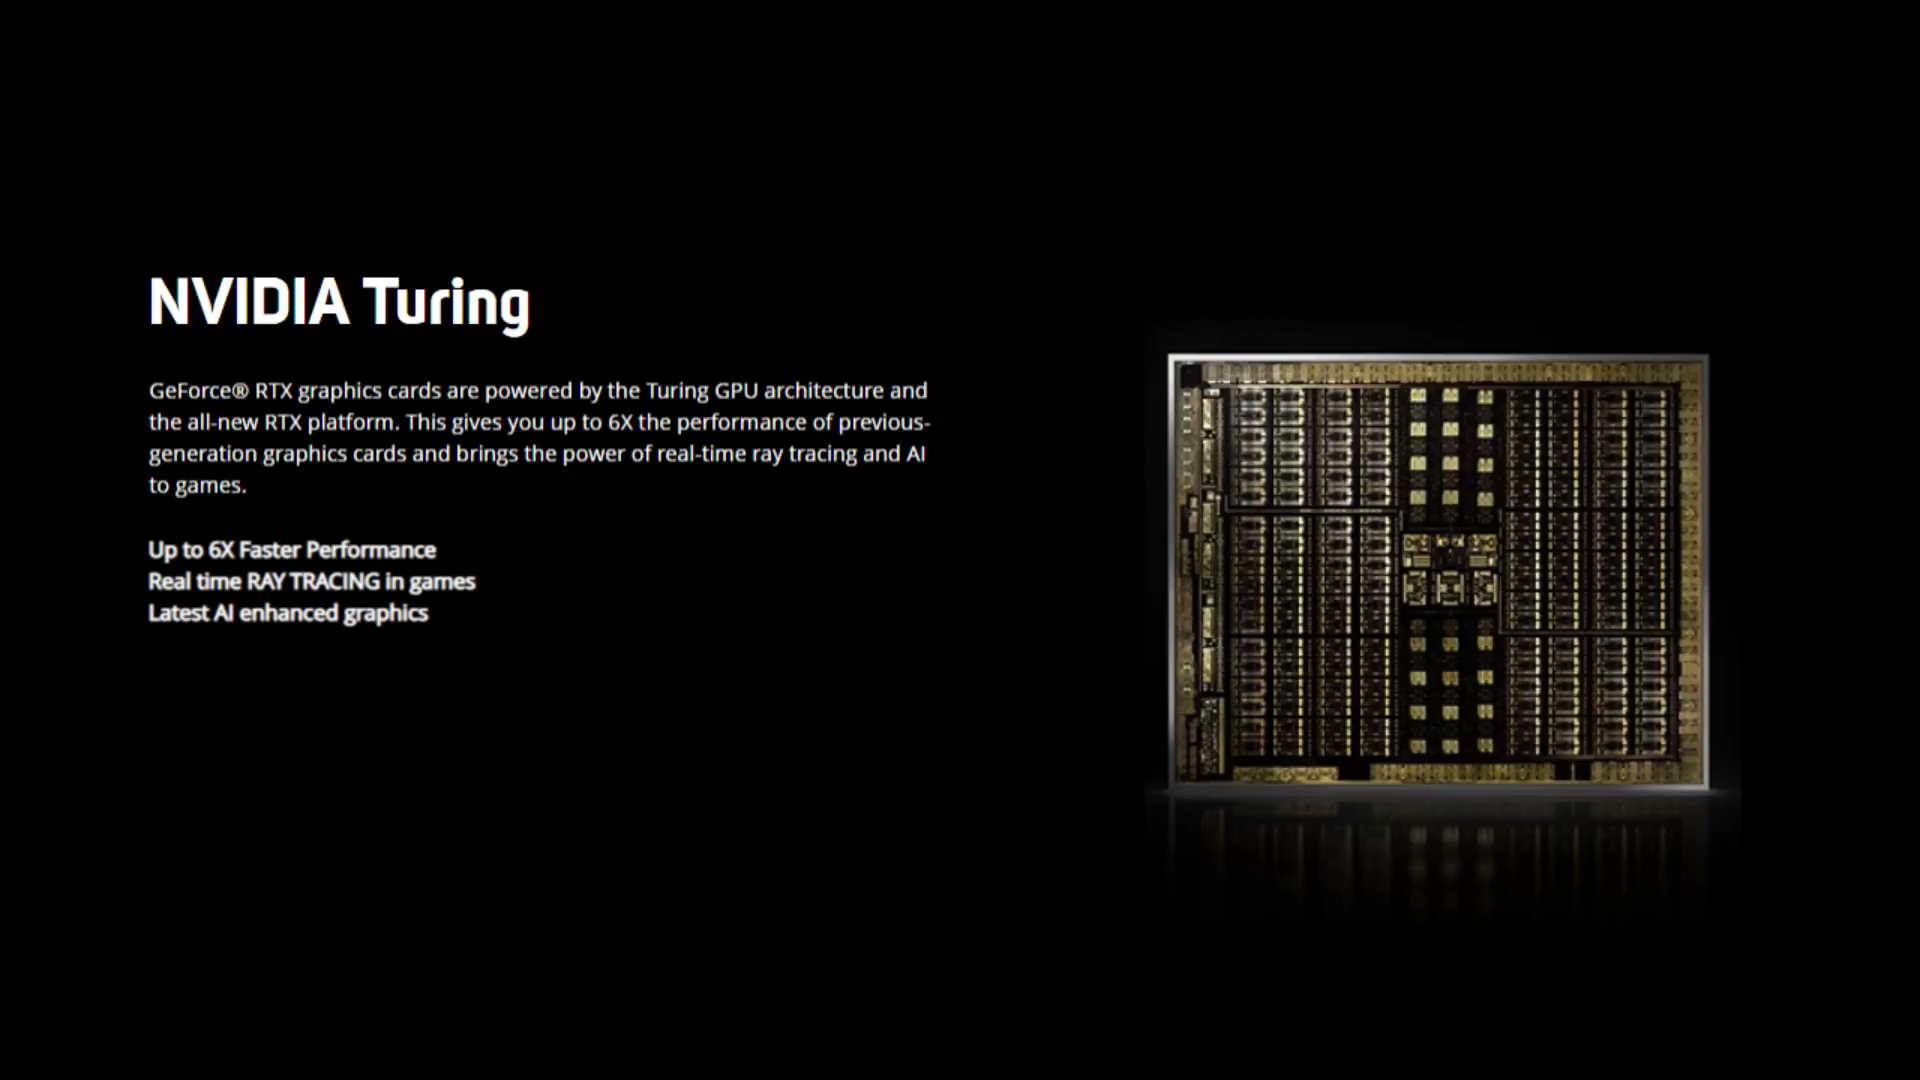 NVIDIA Turing
GeForce® RTX graphics cards are powered by the Turing GPU architecture and
the all-new RTX platform. This gives you up to 6X the performance of previous-
generation graphics cards and brings the power of real-time ray tracing and AI
to games.
Up to 6X Faster Performance
Real time RAY TRACING in games
Latest AI enhanced graphics